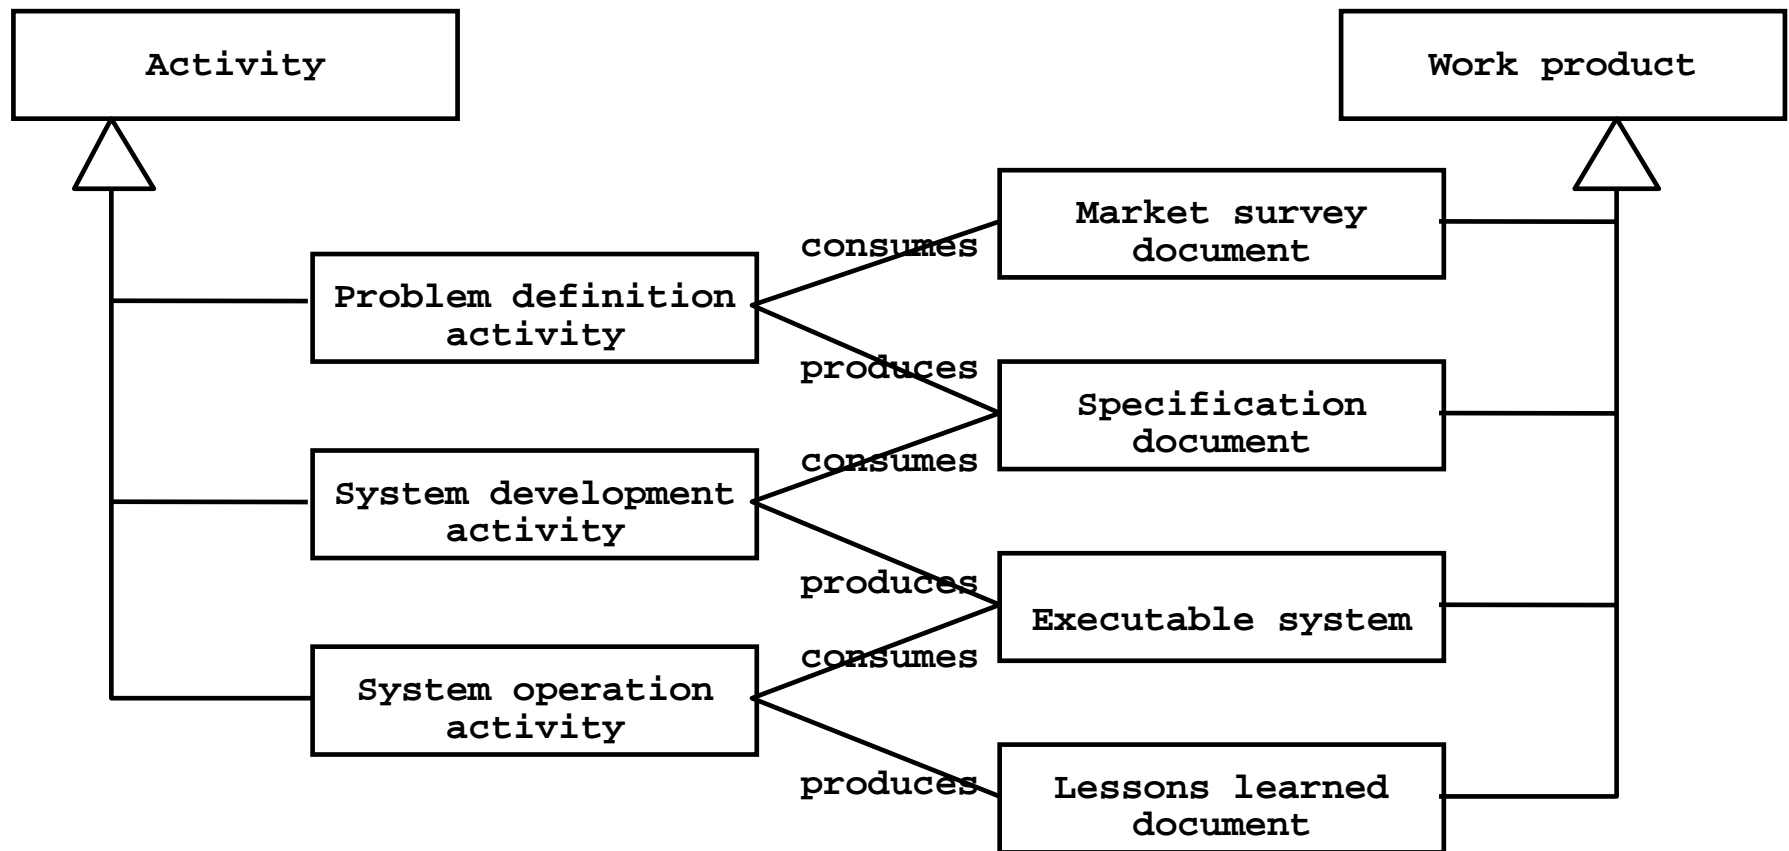 Activity
Work product
Market survey
document
consumes
Problem definition
activity
produces
Specification
document
consumes
System development
activity
produces
Executable system
consumes
System operation
activity
produces
Lessons learned
document